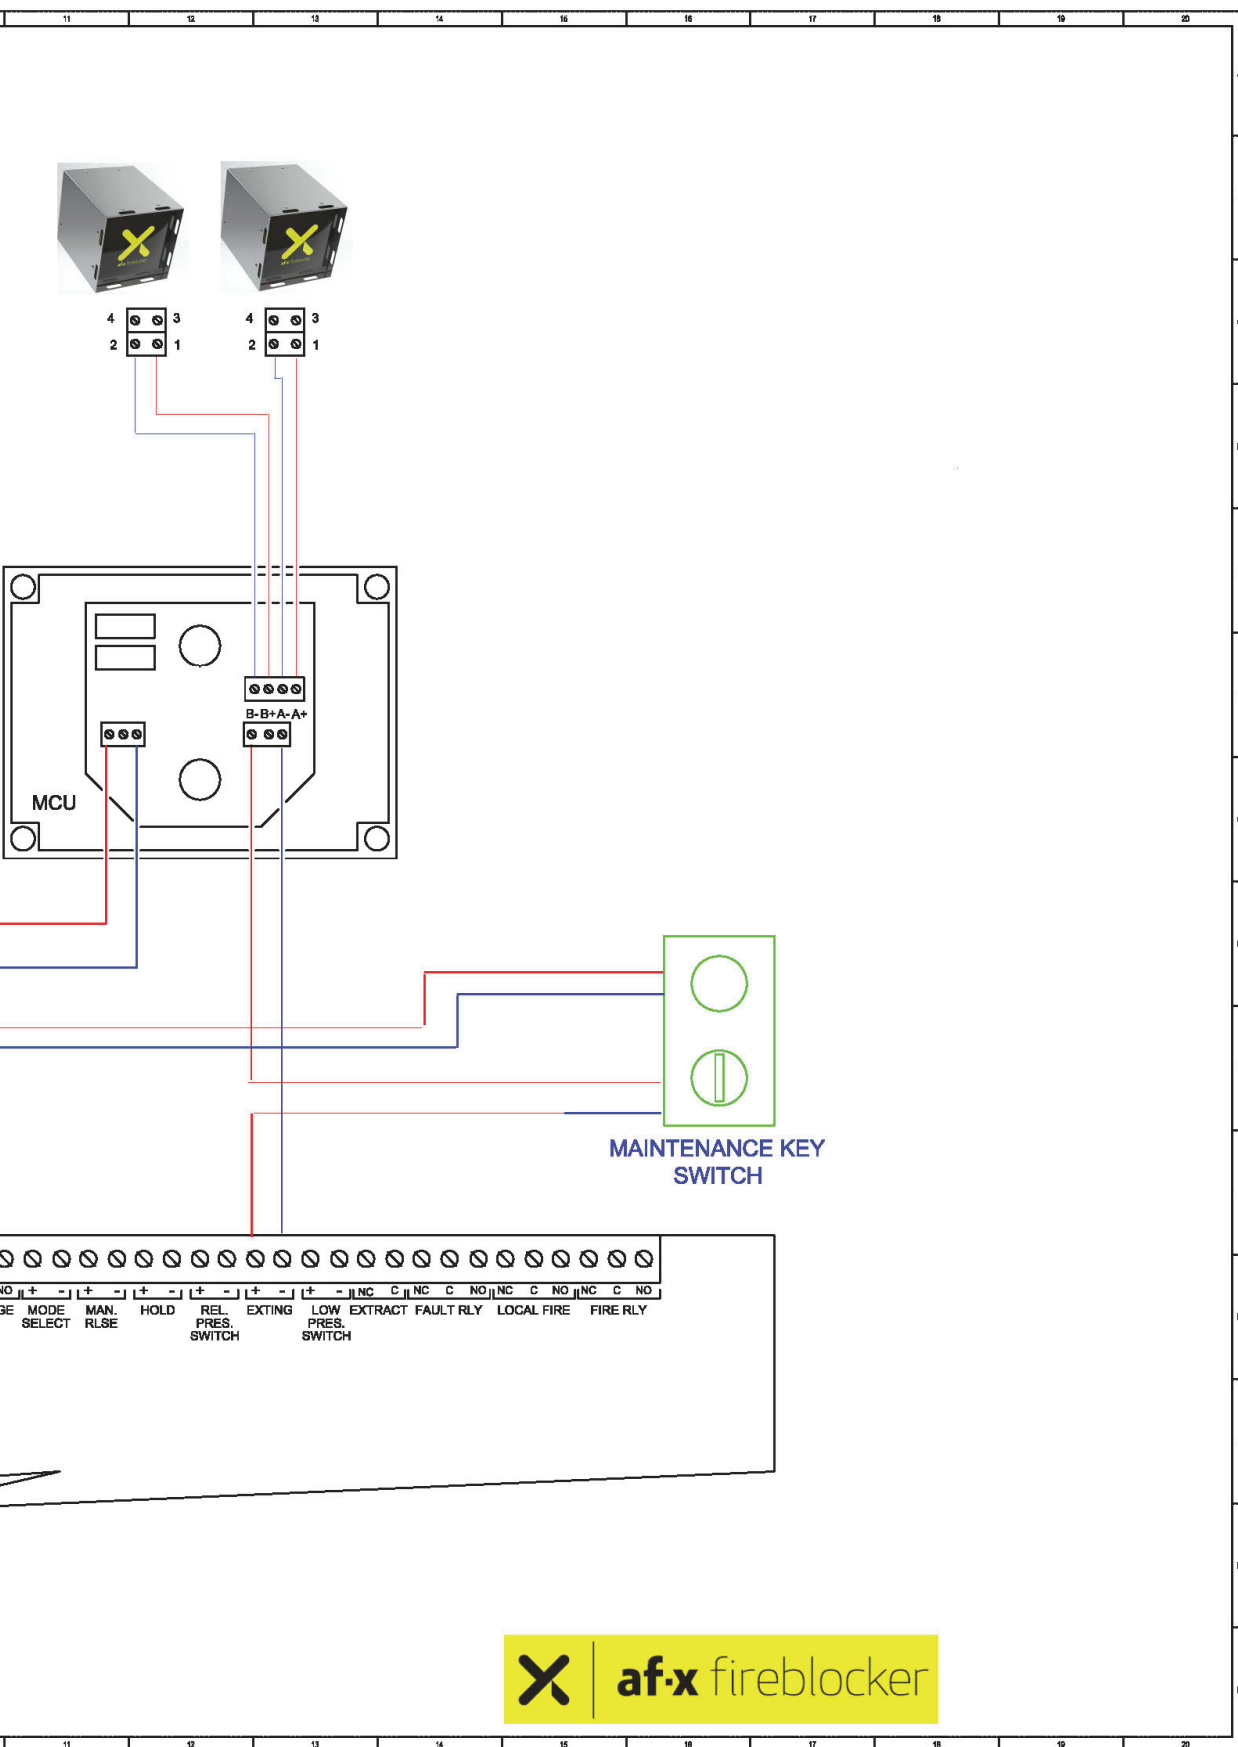 11 12 13 14 15 16 17 18 19 20
af-x fireblocker
4 3 4 3
2 1 2 1
B- B+ A- A+
MCU
MAINTENANCE KEY
SWITCH
NO + - + - + - + - + - + - NC C NC C NO NC C NO NC C NO
GE MODE MAN. HOLD REL. EXTING LOW EXTRACT FAULT RLY LOCAL FIRE FIRE RLY
SELECT RLSE PRES. PRES.
SWITCH SWITCH
af-x fireblocker
11 12 13 14 15 16 17 18 19 20